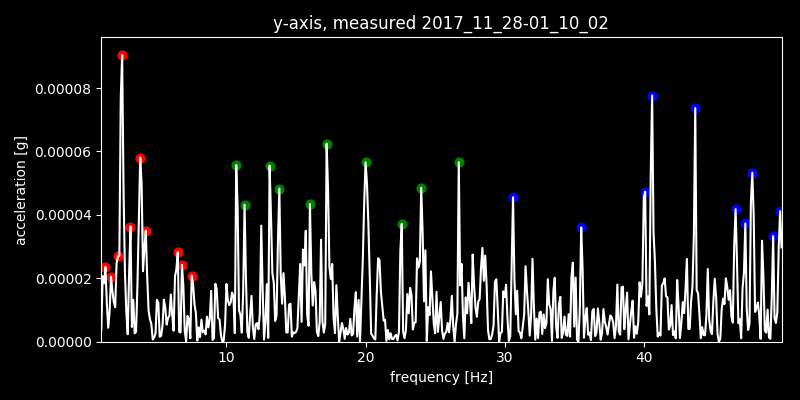 y-axis, measured 2017_11_28-01_10_02
0.00008
0.00006
0.00004
0.00002
0.00000
acceleration [g]
10 20 30 40
frequency [Hz]